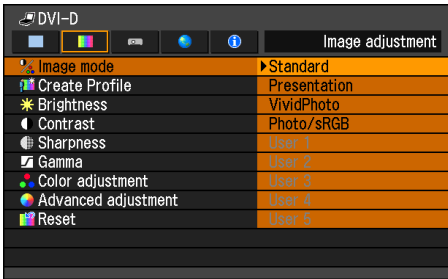 DVI-D
Image adjustment
Image mode
Standard
Create Profile
Presentation
Brightness
VividPhoto
Contrast
Photo/sRGB
Sharpness
User 1
Gamma
User 2
Color adjustment
User 3
Advanced adjustment
User 4
Reset
User 5